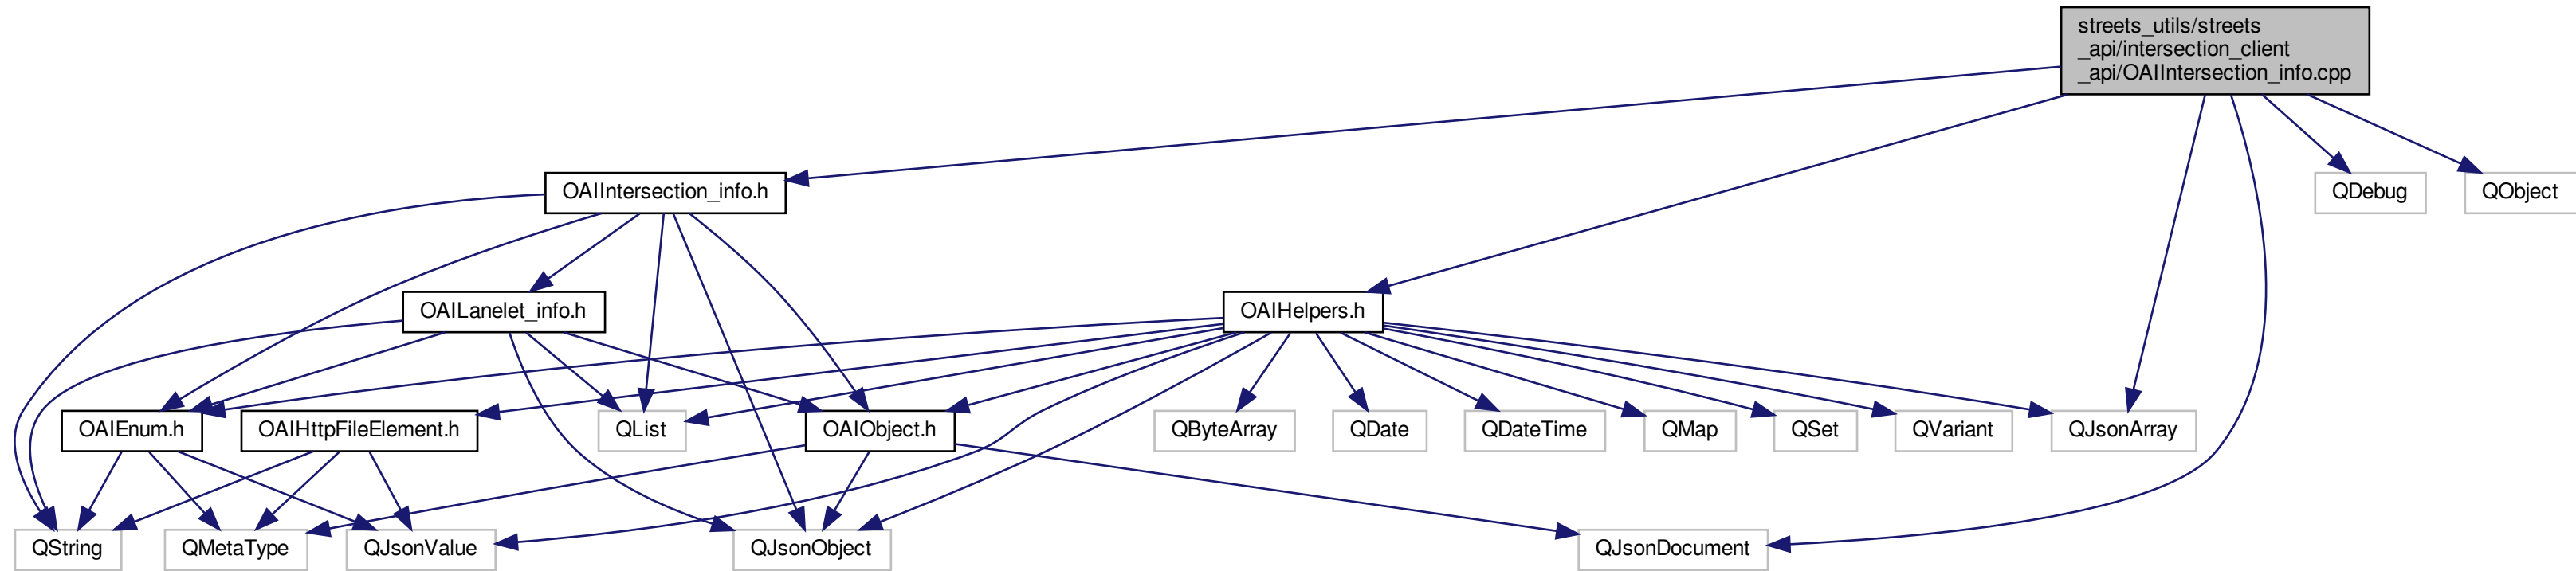 streets_utils/streets
_api/intersection_client
_api/OAIIntersection_info.cpp
OAIIntersection_info.h
QDebug
QObject
OAILanelet_info.h
OAIHelpers.h
OAIEnum.h
OAIHttpFileElement.h
QList
OAIObject.h
QByteArray
QDate
QDateTime
QMap
QSet
QVariant
QJsonArray
QString
QMetaType
QJsonValue
QJsonObject
QJsonDocument